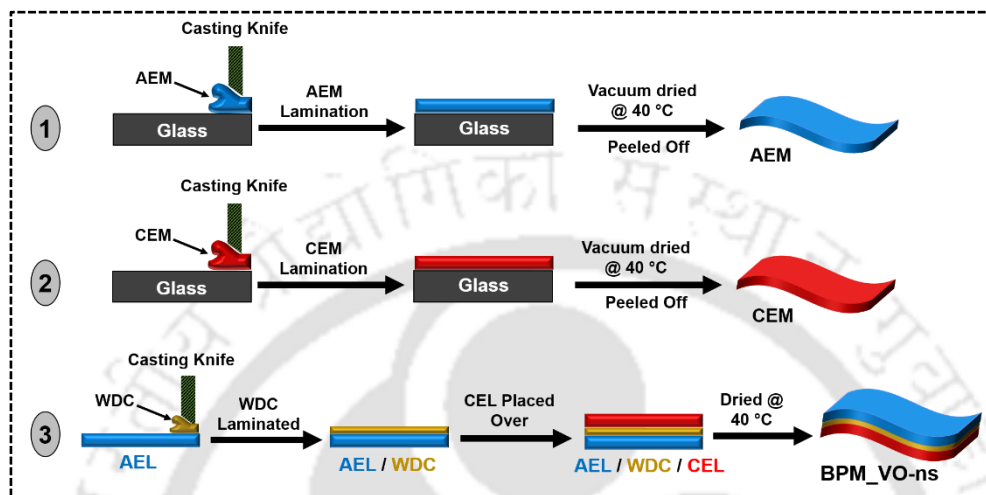 Casting Knife
AEM
Glass
1
AEM
Lamination
Vacuum dried
@ 40 °C
Peeled Off
AEM
Casting Knife
CEM
Glass
2
CEM
Lamination
Glass
Vacuum dried
@ 40 °C
Peeled Off
CEM
Casting Knife
WDC
3
AEL
WDC
Laminated
AEL / WDC
CEL Placed
Over
AEL / WDC / CEL
Dried @
40 °C
BPM_VO-ns